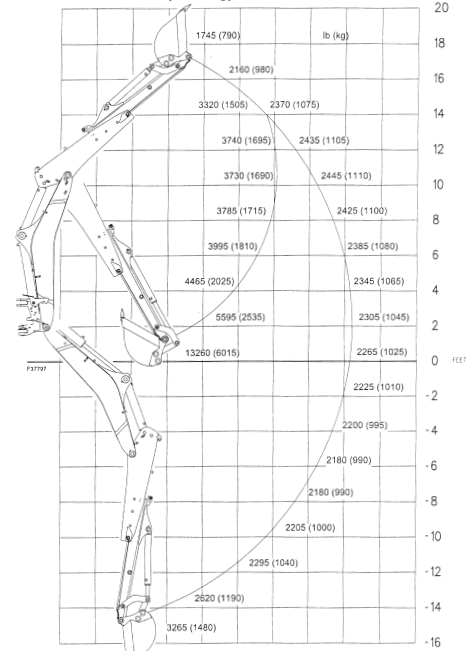 20
1745 (790) lb (kg) 18
2160 (980) 16
3320 (1505) 2370 (1075) 14
3740 (1695) 2435 (1105) 12
3730 (1690) 2445 (1110) 10
3785 (1715) 2425 (1100) 8
3995 (1810) 2385 (1080) 6
4465 (2025) 2345 (1065) 4
5595 (2535) 2305 (1045) 2
13260 (6015) 2265 (1025) 0 FEET
F37797
2225 (1010) -2
2200 (995) -4
2180 (990) -6
2180 (990) -8
2205 (1000) -10
2295 (1040) -12
2620 (1190) -14
3265 (1480) -16